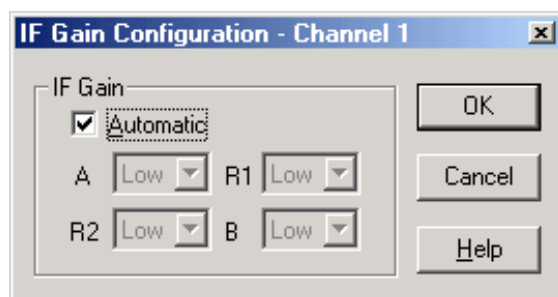 IF Gain Configuration - Channel 1
IF Gain
Automatic
A Low R1 Low
R2 Low B Low
OK
Cancel
Help